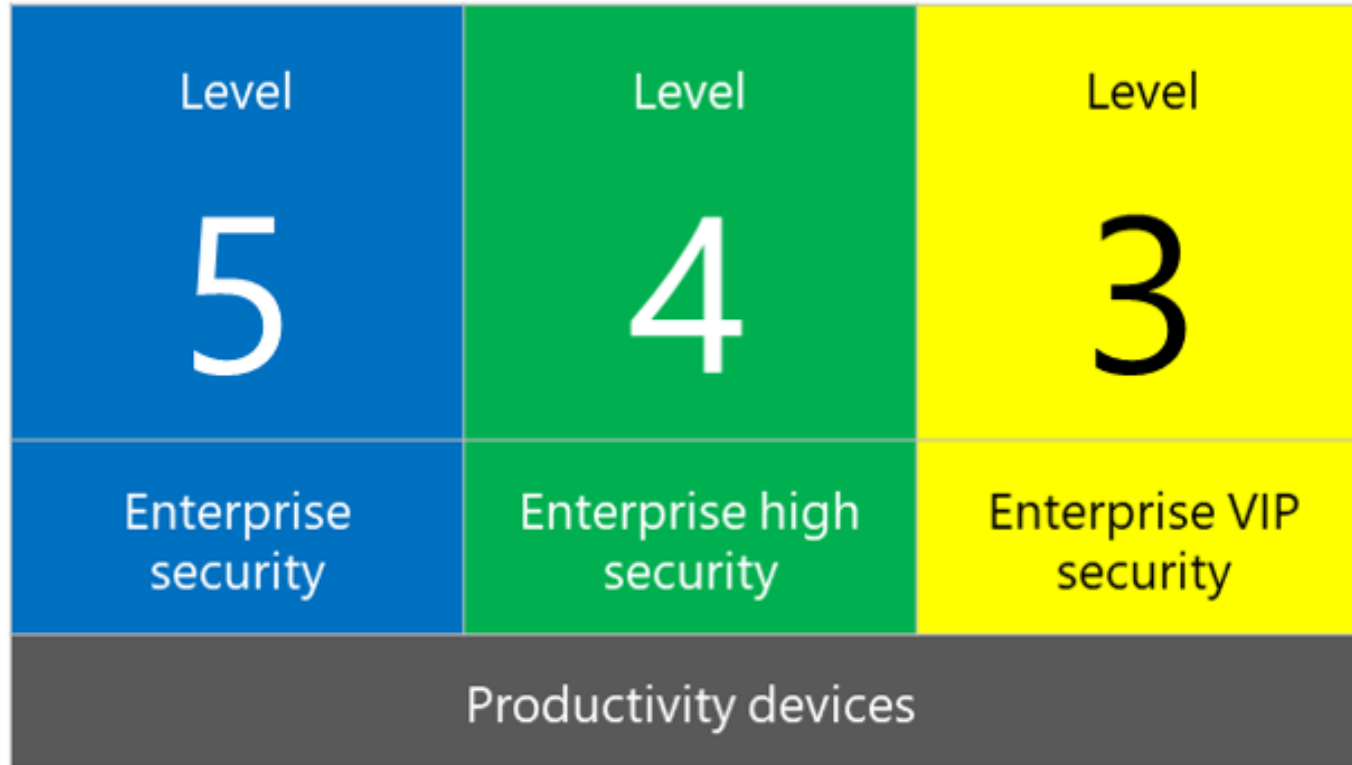 Level
5
Enterprise
security
Level
4
Enterprise high
security
Level
3
Enterprise VIP
security
Productivity devices